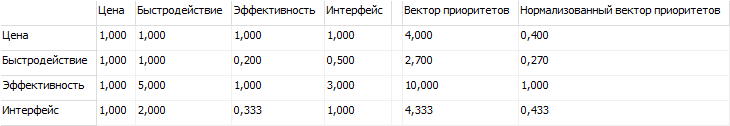 Цена Быстродействие Эффективность Интерфейс Вектор приоритетов Нормализованный вектор приоритетов
Цена 1,000 1,000 1,000 1,000 4,000 0,400
Быстродействие 1,000 1,000 0,200 0,500 2,700 0,270
Эффективность 1,000 5,000 1,000 3,000 10,000 1,000
Интерфейс 1,000 2,000 0,333 1,000 4,333 0,433